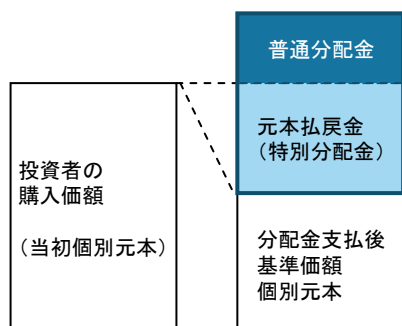 普通分配金
元本払戻金
（特別分配金）
投資者の
購入価額
（当初個別元本）
分配金支払後
基準価額
個別元本